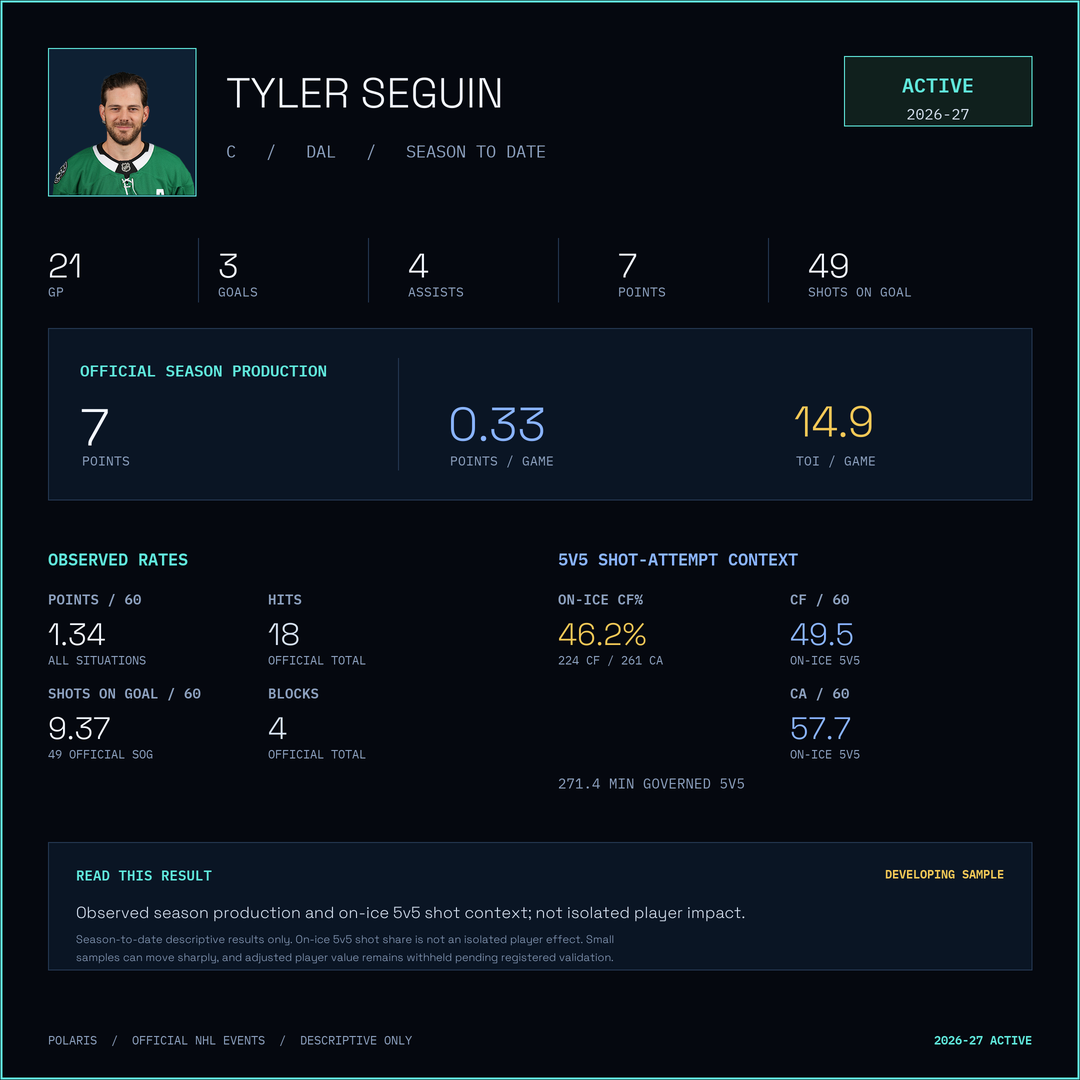 TYLER SEGUIN
ACTIVE
2026-27
C / DAL / SEASON TO DATE
21
GP
3
GOALS
4
ASSISTS
7
POINTS
49
SHOTS ON GOAL
OFFICIAL SEASON PRODUCTION
7
POINTS
0.33
POINTS / GAME
14.9
TOI / GAME
OBSERVED RATES
POINTS / 60
1.34
ALL SITUATIONS
HITS
18
OFFICIAL TOTAL
SHOTS ON GOAL / 60
9.37
49 OFFICIAL SOG
BLOCKS
4
OFFICIAL TOTAL
5V5 SHOT-ATTEMPT CONTEXT
ON-ICE CF%
46.2%
224 CF / 261 CA
CF / 60
49.5
ON-ICE 5V5
CA / 60
57.7
ON-ICE 5V5
271.4 MIN GOVERNED 5V5
READ THIS RESULT
DEVELOPING SAMPLE
Observed season production and on-ice 5v5 shot context; not isolated player impact.
Season-to-date descriptive results only. On-ice 5v5 shot share is not an isolated player effect. Small
samples can move sharply, and adjusted player value remains withheld pending registered validation.
POLARIS / OFFICIAL NHL EVENTS / DESCRIPTIVE ONLY
2026-27 ACTIVE